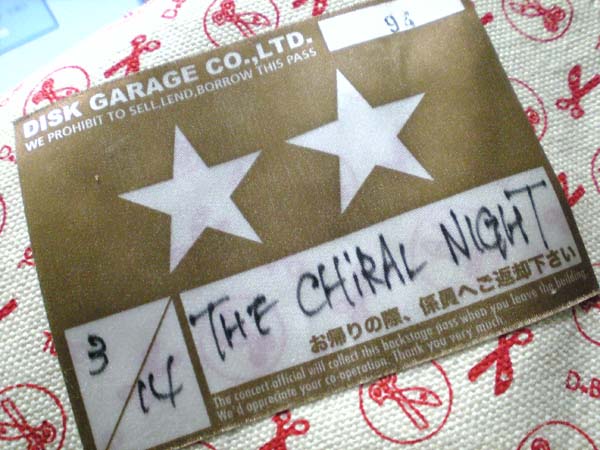 DISK GARAGE CO.,LTD.
WE PROHIBIT TO SELL,LEND,BORROW THIS PASS
THE CHiRAL NIGHT
お帰りの際、係員へご返却下さい
3/14
The concert official will collect this backstage pass when you leave the building.
We'd appreciate your co-operation. Thank you very much.